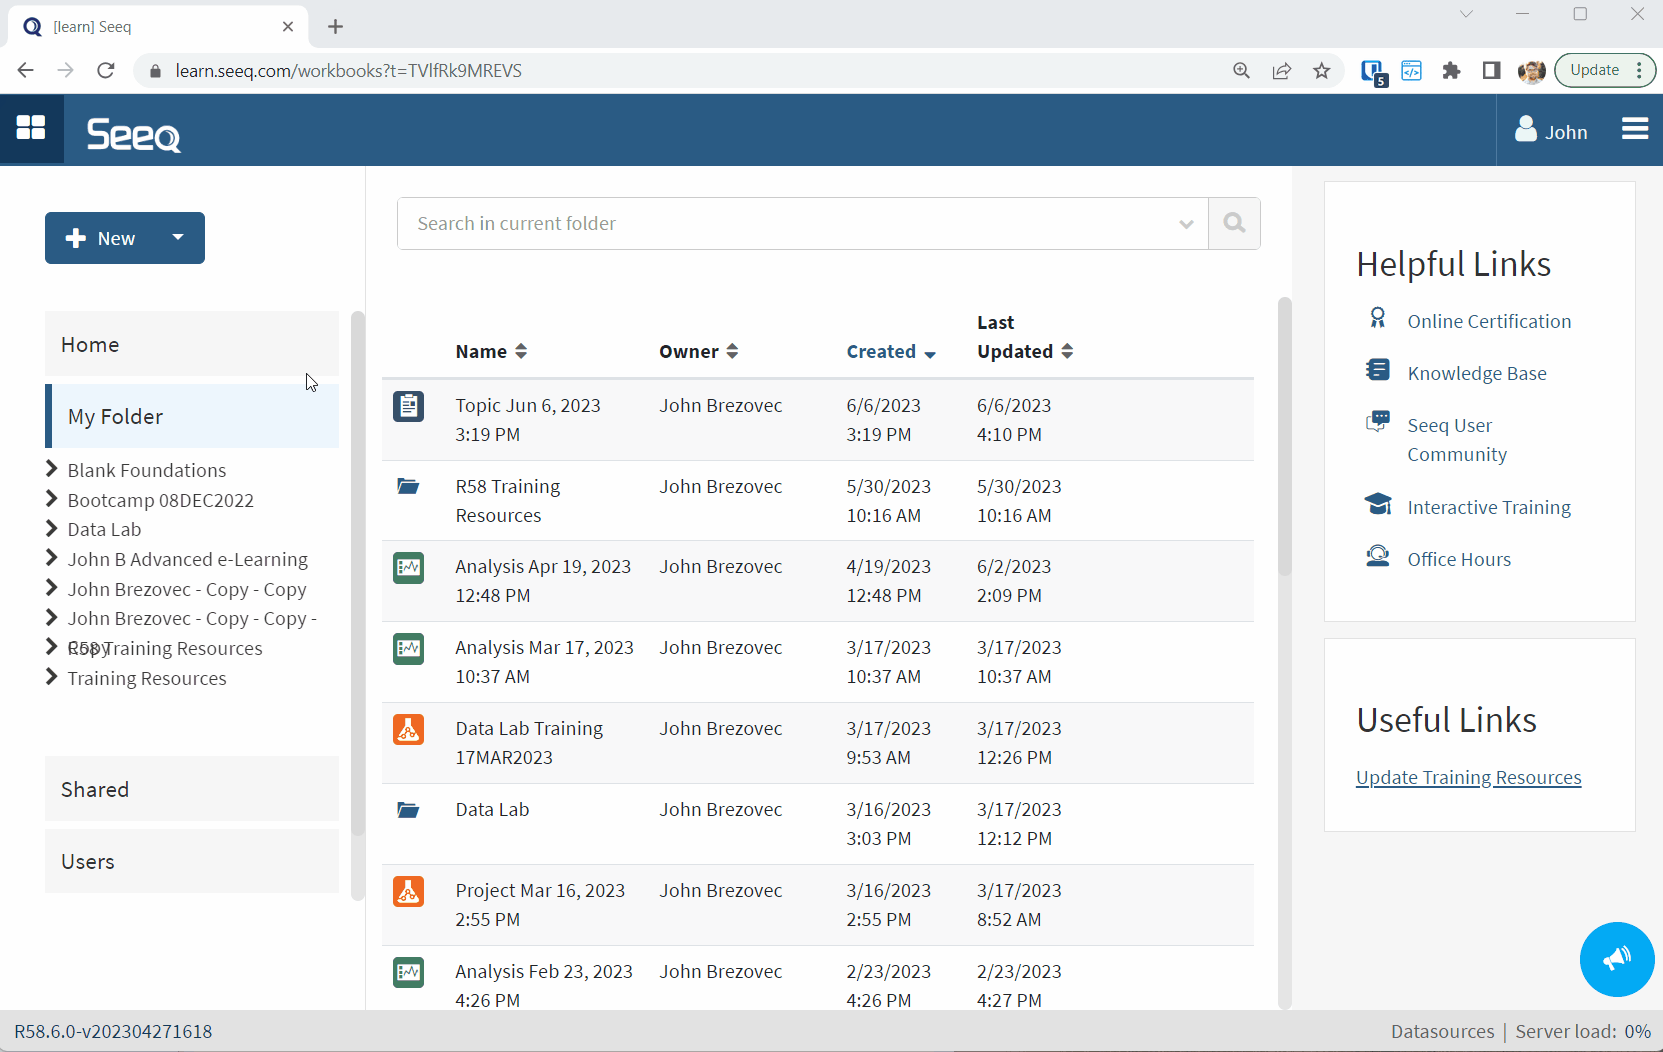 [learn] Seeq
learn.seeq.com/workbooks?t=TVlfRk9MREVS
5
Update
Seeq
John
New
Search in current folder
Home
My Folder
Blank Foundations
Bootcamp 08DEC2022
Data Lab
John B Advanced e-Learning
John Brezovec - Copy - Copy
John Brezovec - Copy - Copy -
Copy
R58 Training Resources
Training Resources
Shared
Users
Name Owner Created Last
Updated
Topic Jun 6, 2023 John Brezovec 6/6/2023 6/6/2023
3:19 PM 3:19 PM 4:10 PM
R58 Training John Brezovec 5/30/2023 5/30/2023
Resources 10:16 AM 10:16 AM
Analysis Apr 19, 2023 John Brezovec 4/19/2023 6/2/2023
12:48 PM 12:48 PM 2:09 PM
Analysis Mar 17, 2023 John Brezovec 3/17/2023 3/17/2023
10:37 AM 10:37 AM 10:37 AM
Data Lab Training John Brezovec 3/17/2023 3/17/2023
17MAR2023 9:53 AM 12:26 PM
Data Lab John Brezovec 3/16/2023 3/17/2023
3:03 PM 12:12 PM
Project Mar 16, 2023 John Brezovec 3/16/2023 3/17/2023
2:55 PM 2:55 PM 8:52 AM
Analysis Feb 23, 2023 John Brezovec 2/23/2023 2/23/2023
4:26 PM 4:26 PM 4:27 PM
Helpful Links
Online Certification
Knowledge Base
Seeq User
Community
Interactive Training
Office Hours
Useful Links
Update Training Resources
R58.6.0-v202304271618
Datasources | Server load: 0%